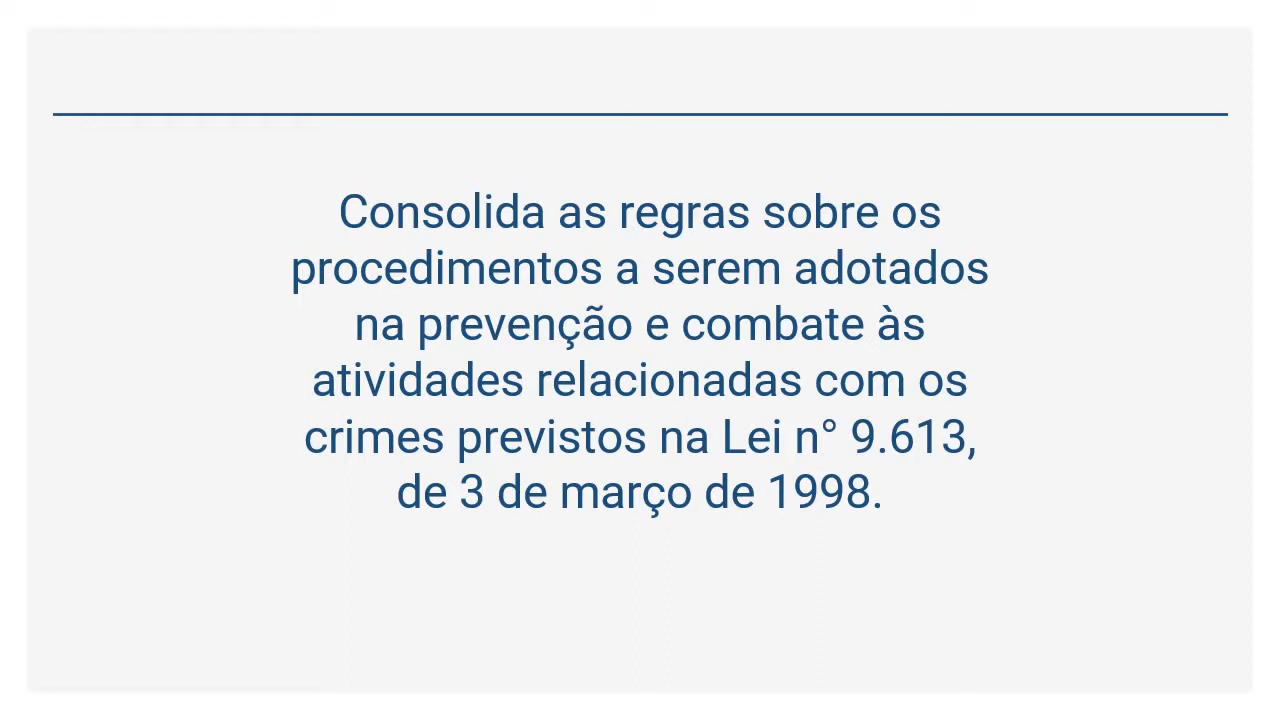 Consolida as regras sobre os
procedimentos a serem adotados
na prevenção e combate às
atividades relacionadas com os
crimes previstos na Lei n° 9.613,
de 3 de março de 1998.